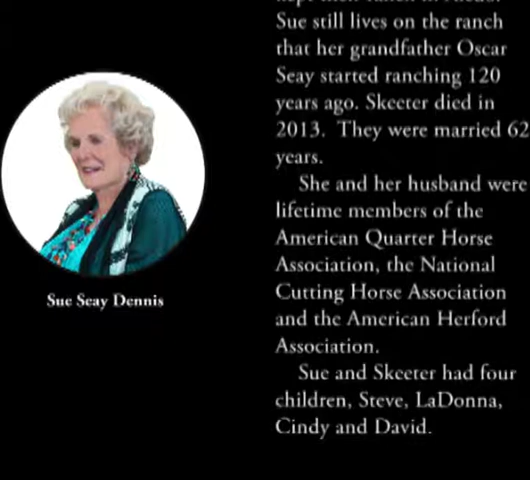 Sue still lives on the ranch
that her grandfather Oscar
Seay started ranching 120
years ago. Skeeter died in
2013. They were married 62
years.
She and her husband were
lifetime members of the
American Quarter Horse
Association, the National
Cutting Horse Association
and the American Herford
Association.
Sue and Skeeter had four
children, Steve, LaDonna,
Cindy and David.
Sue Seay Dennis